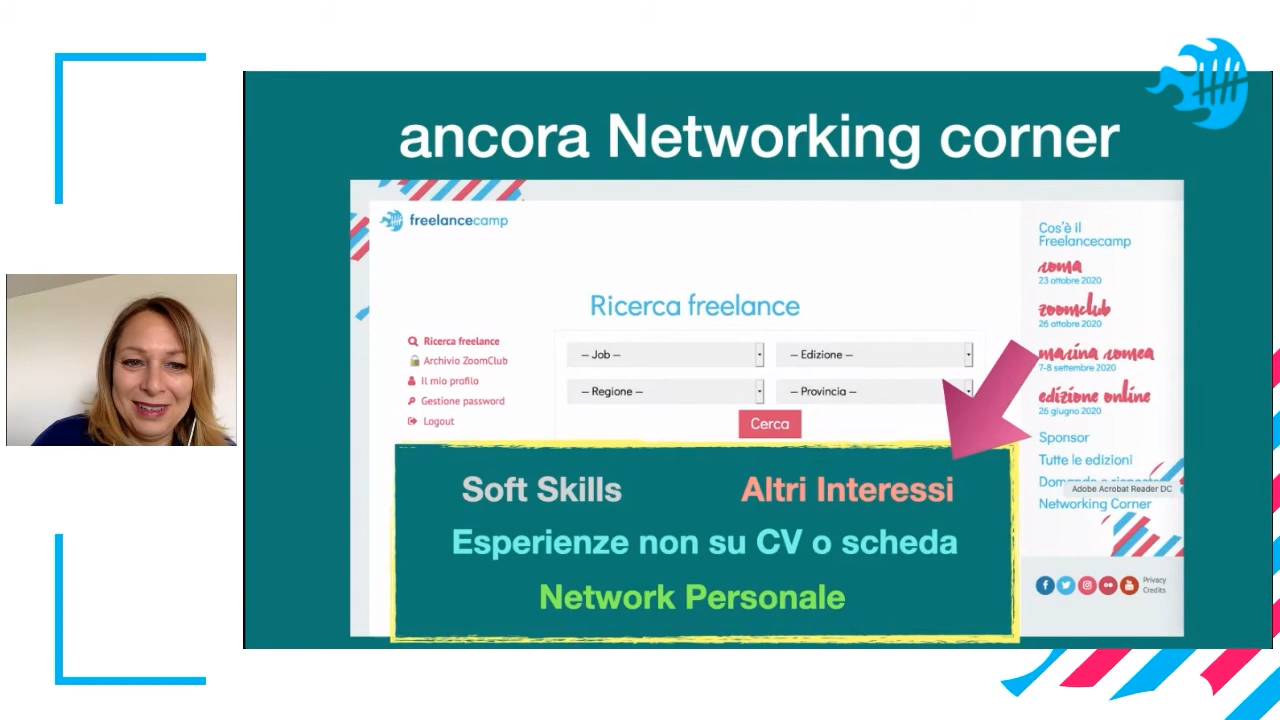 ancora Networking corner
freelancecamp
Ricerca freelance
Ricerca freelance
Archivio ZoomClub
Il mio profilo
Gestione password
Logout
— Job —
— Edizione —
— Regione —
— Provincia —
Cerca
Cos'è il
Freelancecamp
roma
23 ottobre 2020
zoomclub
26 ottobre 2020
marina romea
7-8 settembre 2020
edizione online
26 giugno 2020
Sponsor
Tutte le edizioni
Domande e risposte
Adobe Acrobat Reader DC
Networking Corner
Privacy
Credits
Soft Skills
Altri Interessi
Esperienze non su CV o scheda
Network Personale